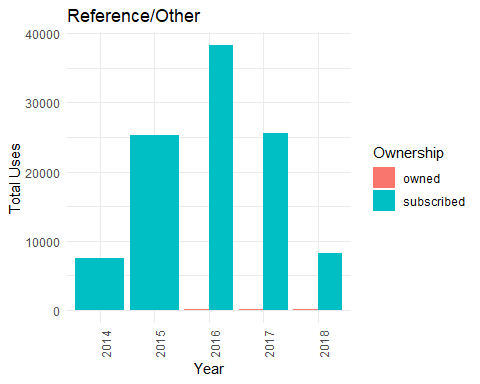 Reference/Other
Total Uses
40000
30000
20000
10000
0
2014
2015
2016
2017
2018
Year
Ownership
owned
subscribed